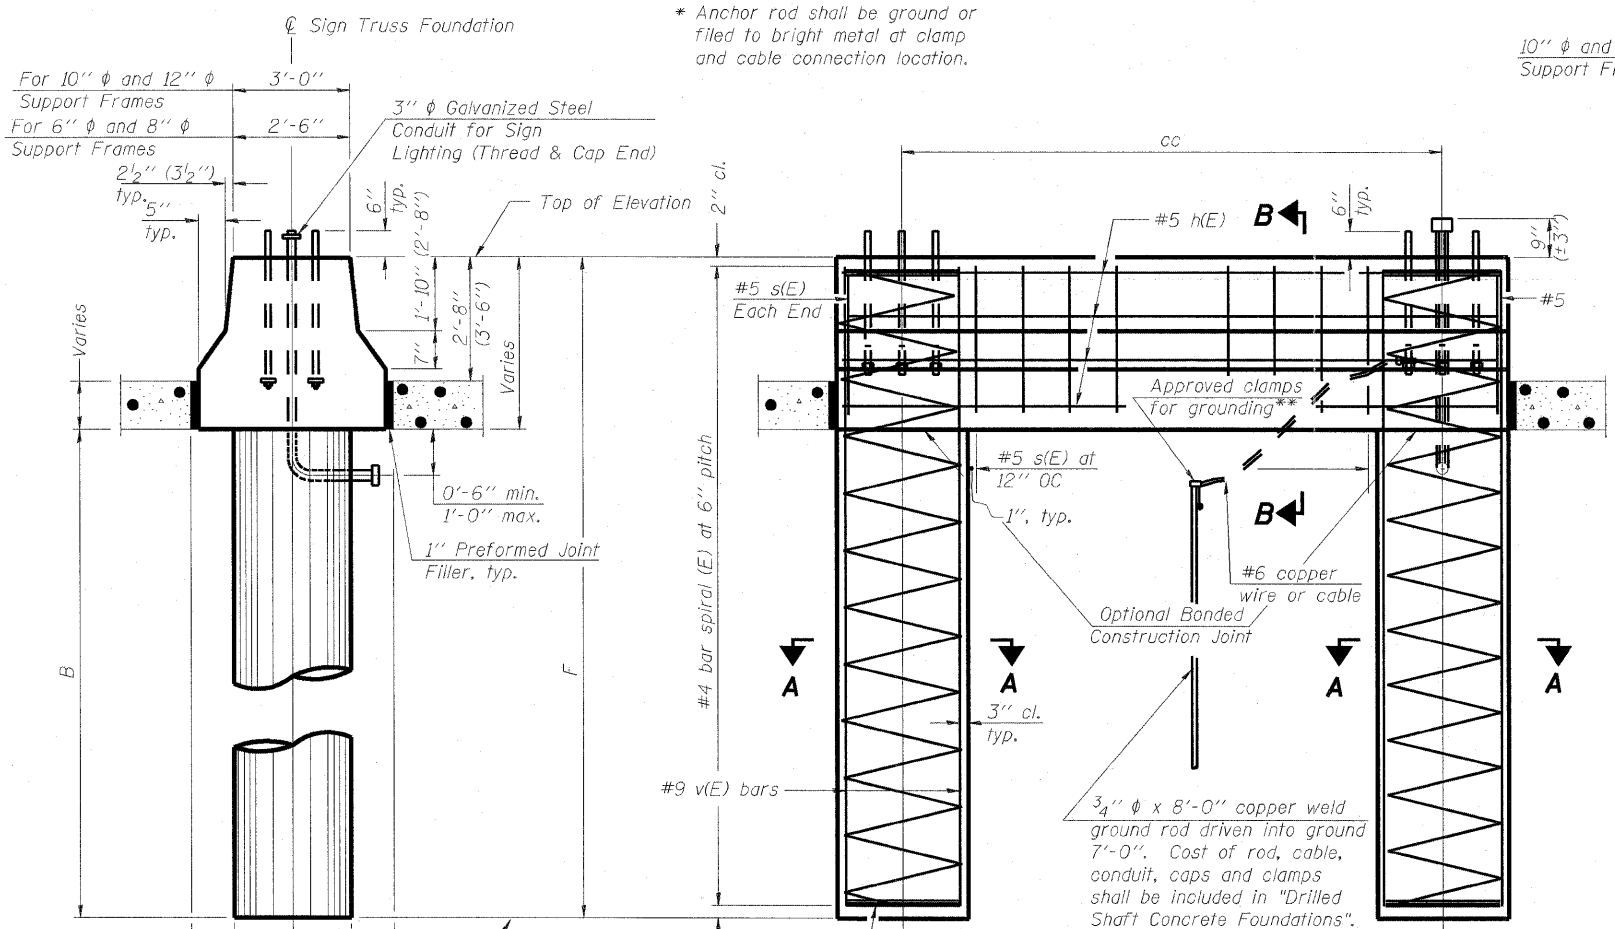 ℄ Sign Truss Foundation
* Anchor rod shall be ground or
filed to bright metal at clamp
and cable connection location.
10" ϕ and
Support Fr
For 10" ϕ and 12" ϕ
Support Frames
3'-0"
For 6" ϕ and 8" ϕ
Support Frames
2'-6"
3" ϕ Galvanized Steel
Conduit for Sign
Lighting (Thread & Cap End)
2½" (3½")
typ.
5"
typ.
6"
typ.
Top of Elevation
2" cl.
cc
#5 h(E)
B
6"
typ.
9"
(±3")
1'-10" (2'-8")
7"
2'-8"
(3'-6")
Varies
Varies
#5 s(E)
Each End
#5
Approved clamps
for grounding**
0'-6" min.
1'-0" max.
1" Preformed Joint
Filler, typ.
#5 s(E) at
12" OC
1", typ.
B
#6 copper
wire or cable
Optional Bonded
Construction Joint
#4 bar spiral (E) at 6" pitch
B
F
A
A
A
A
3" cl.
typ.
#9 v(E) bars
¾" ϕ x 8'-0" copper weld
ground rod driven into ground
7'-0". Cost of rod, cable,
conduit, caps and clamps
shall be included in "Drilled
Shaft Concrete Foundations".